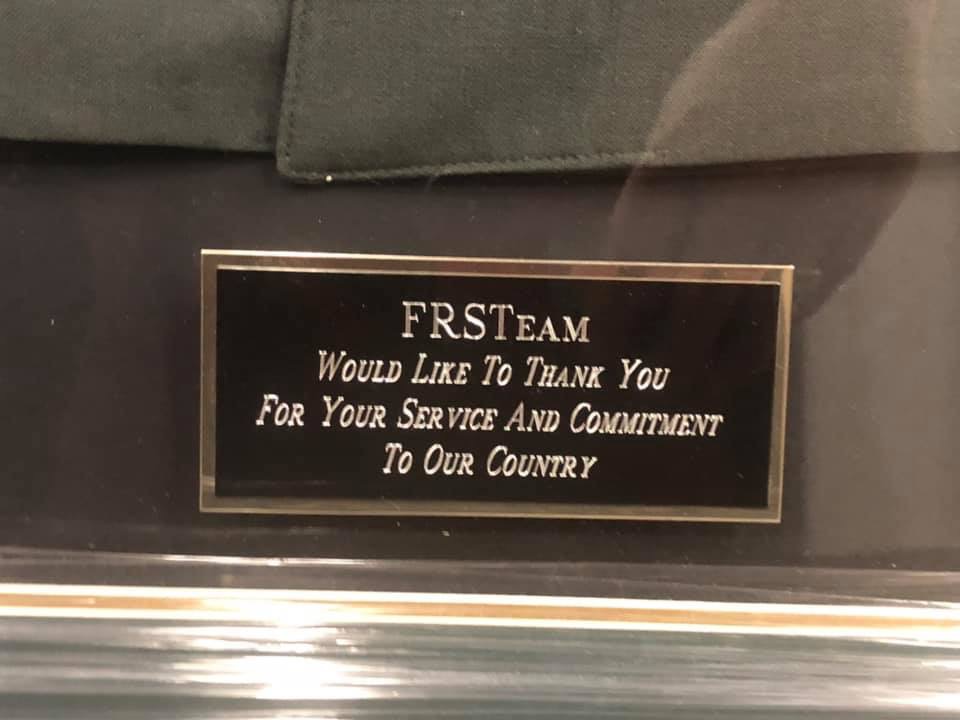 FRSTEAM
WOULD LIKE TO THANK YOU
FOR YOUR SERVICE AND COMMITMENT
TO OUR COUNTRY